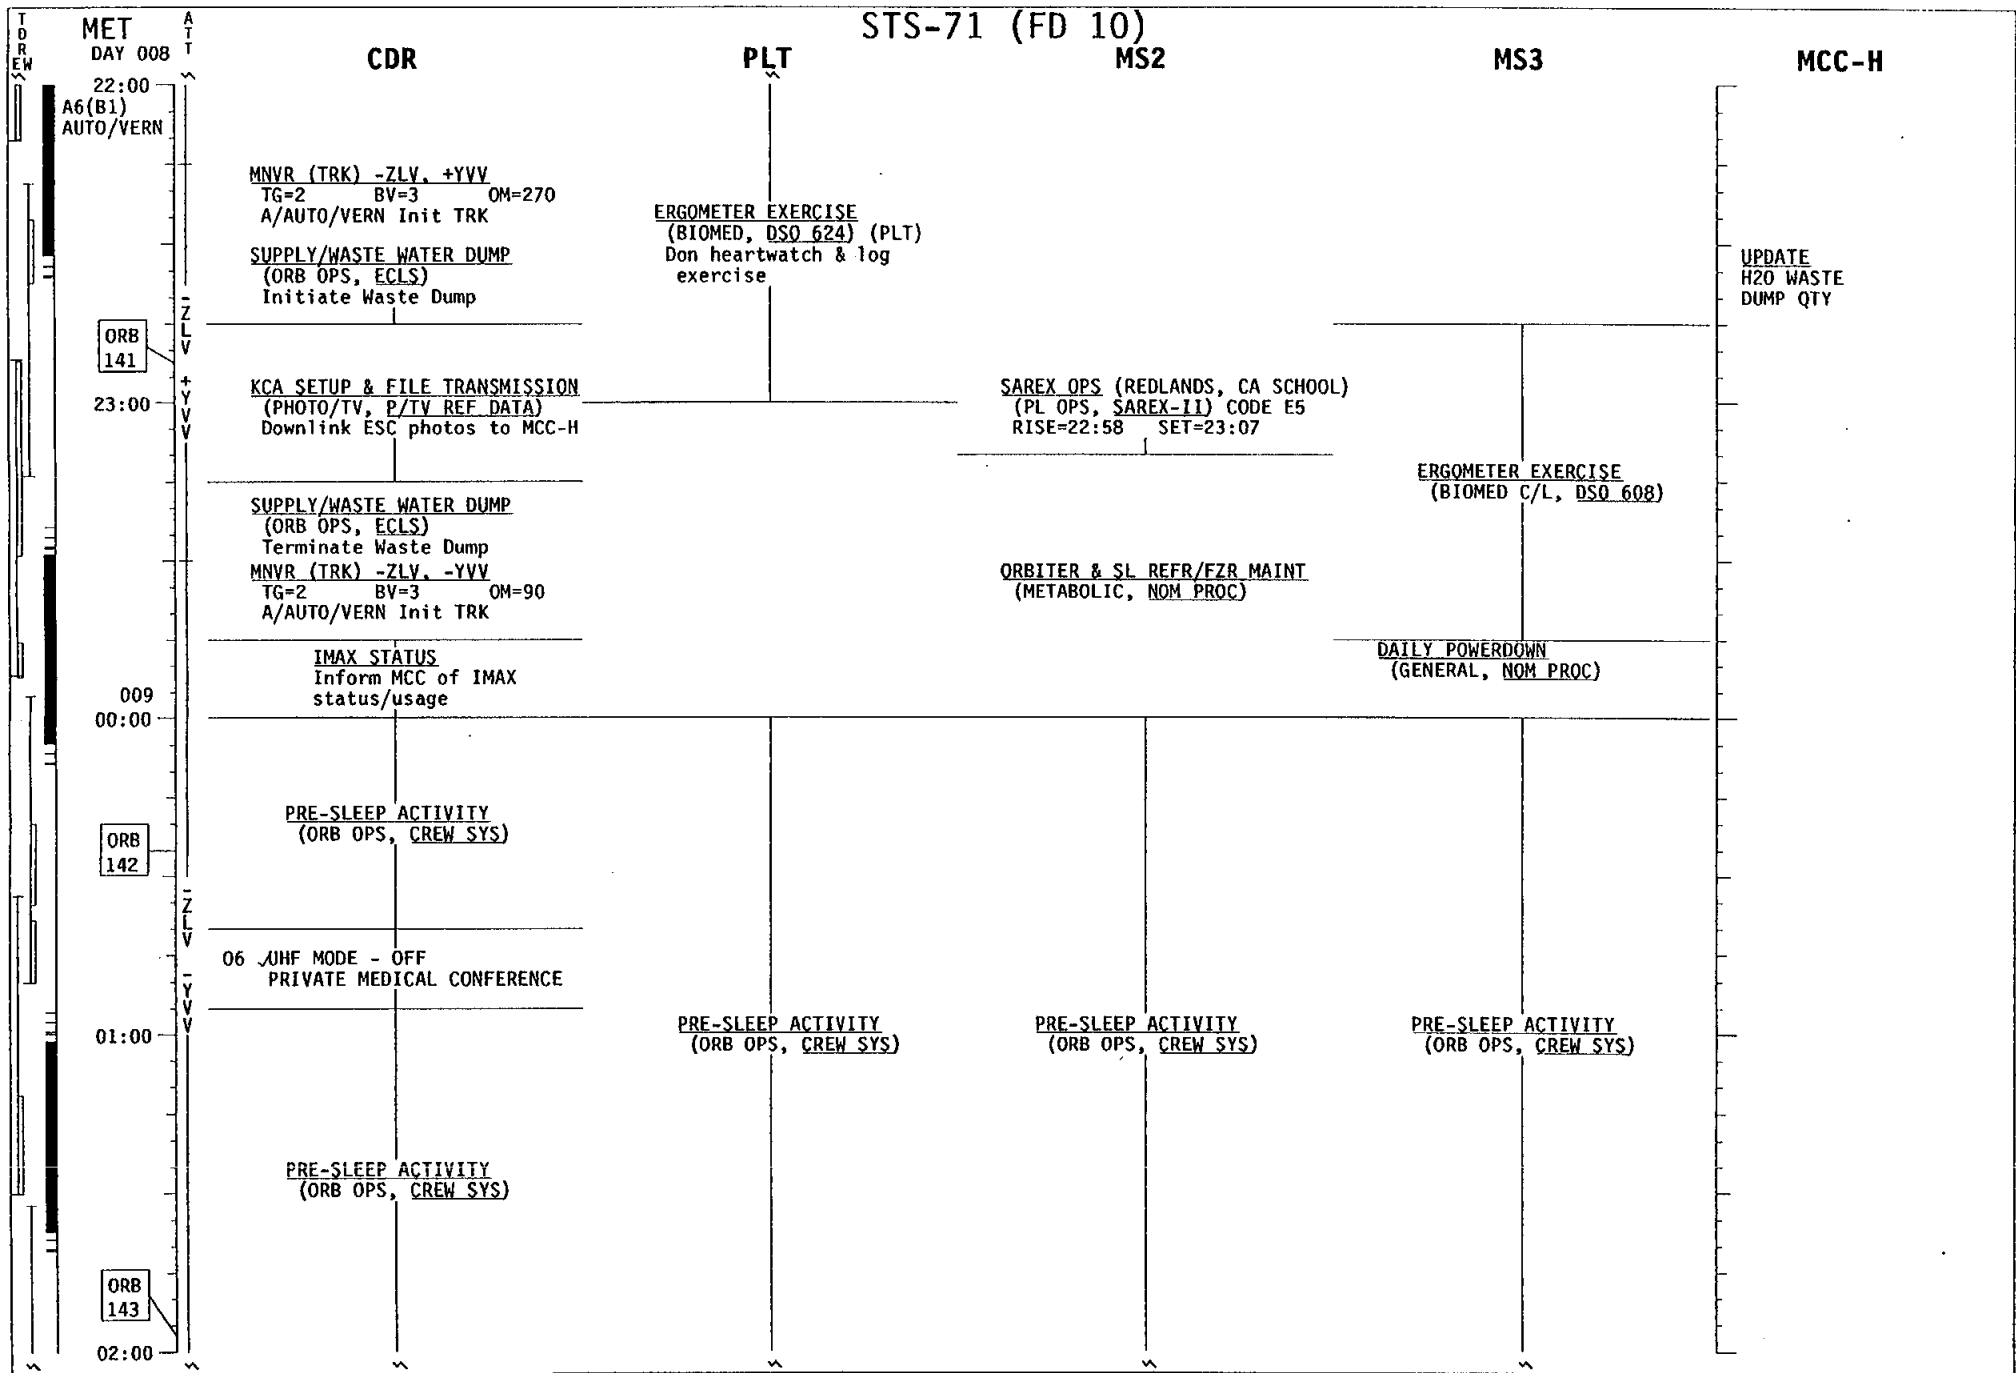 STS-71 (FD 10)
TDREW
MET
DAY 008
ATT
CDR
PLT
MS2
MS3
MCC-H
22:00
A6(B1)
AUTO/VERN
MNVR (TRK) -ZLV, +YVV
TG=2 BV=3 OM=270
A/AUTO/VERN Init TRK
SUPPLY/WASTE WATER DUMP
(ORB OPS, ECLS)
Initiate Waste Dump
ERGOMETER EXERCISE
(BIOMED, DSO 624) (PLT)
Don heartwatch & log
exercise
UPDATE
H2O WASTE
DUMP QTY
-ZLV +YVV
ORB
141
23:00
KCA SETUP & FILE TRANSMISSION
(PHOTO/TV, P/TV REF DATA)
Downlink ESC photos to MCC-H
SAREX OPS (REDLANDS, CA SCHOOL)
(PL OPS, SAREX-II) CODE E5
RISE=22:58 SET=23:07
ERGOMETER EXERCISE
(BIOMED C/L, DSO 608)
SUPPLY/WASTE WATER DUMP
(ORB OPS, ECLS)
Terminate Waste Dump
MNVR (TRK) -ZLV, -YVV
TG=2 BV=3 OM=90
A/AUTO/VERN Init TRK
ORBITER & SL REFR/FZR MAINT
(METABOLIC, NOM PROC)
IMAX STATUS
Inform MCC of IMAX
status/usage
DAILY POWERDOWN
(GENERAL, NOM PROC)
009
00:00
PRE-SLEEP ACTIVITY
(ORB OPS, CREW SYS)
ORB
142
-ZLV -YVV
06 √UHF MODE - OFF
PRIVATE MEDICAL CONFERENCE
01:00
PRE-SLEEP ACTIVITY
(ORB OPS, CREW SYS)
PRE-SLEEP ACTIVITY
(ORB OPS, CREW SYS)
PRE-SLEEP ACTIVITY
(ORB OPS, CREW SYS)
PRE-SLEEP ACTIVITY
(ORB OPS, CREW SYS)
ORB
143
02:00